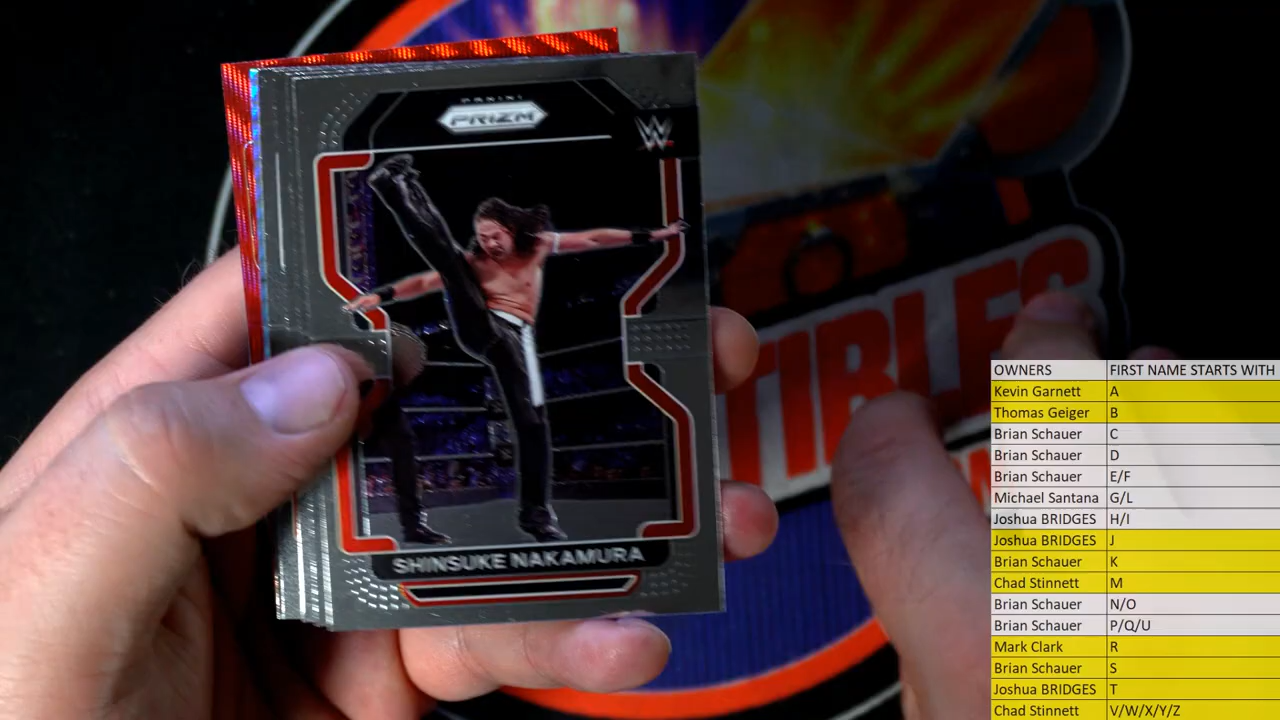 PANINI
PRIZM
W
SHINSUKE NAKAMURA
TIBLES
OWNERS FIRST NAME STARTS WITH
Kevin Garnett A
Thomas Geiger B
Brian Schauer C
Brian Schauer D
Brian Schauer E/F
Michael Santana G/L
Joshua BRIDGES H/I
Joshua BRIDGES J
Brian Schauer K
Chad Stinnett M
Brian Schauer N/O
Brian Schauer P/Q/U
Mark Clark R
Brian Schauer S
Joshua BRIDGES T
Chad Stinnett V/W/X/Y/Z